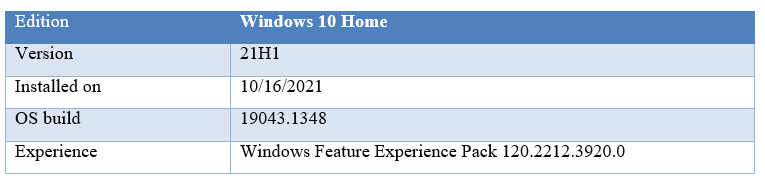 Edition Windows 10 Home
Version 21H1
Installed on 10/16/2021
OS build 19043.1348
Experience Windows Feature Experience Pack 120.2212.3920.0